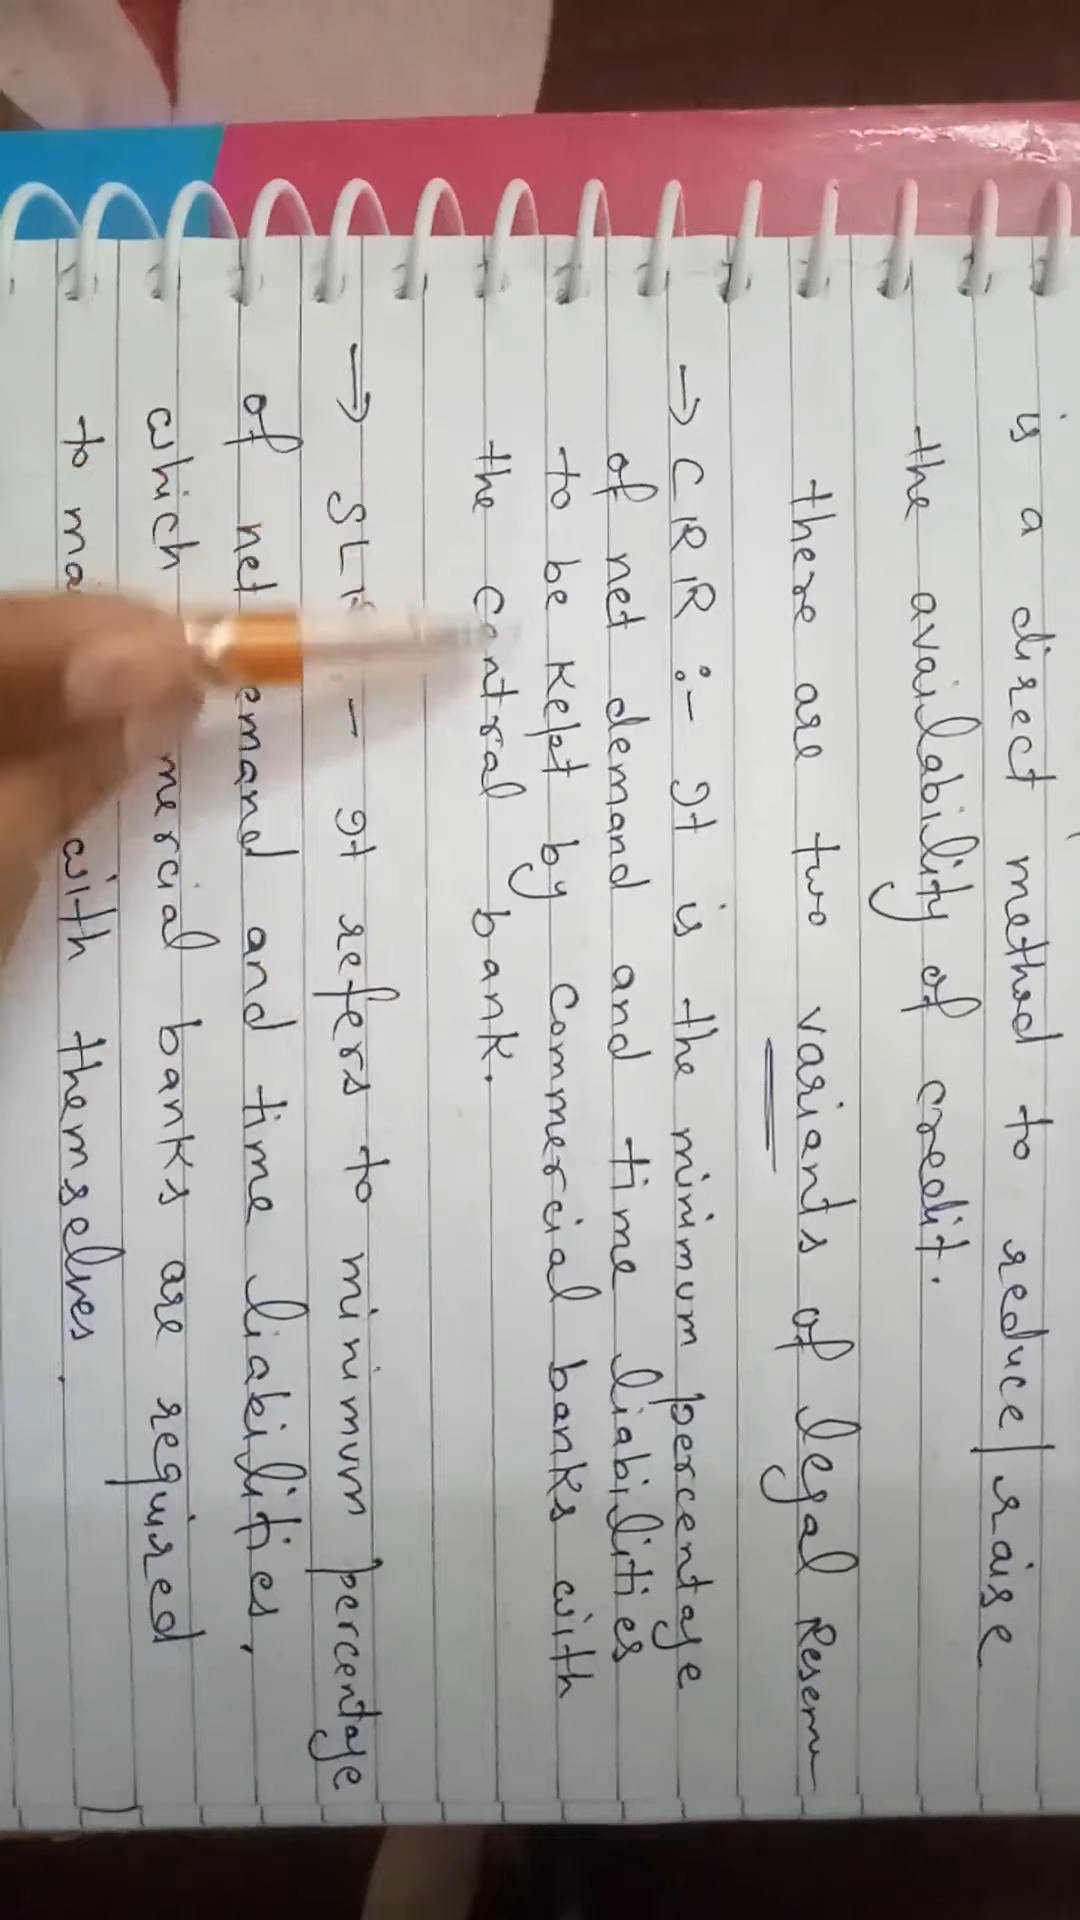 is a direct method to reduce/raise
the availability of credit.
there are two variants of legal Reserve
→ CRR :- It is the minimum percentage
of net demand and time liabilities
to be kept by commercial banks with
the central bank.
→ SLR - It refers to minimum percentage
of net emand and time liabilities,
which mercial banks are required
to ma with themselves.